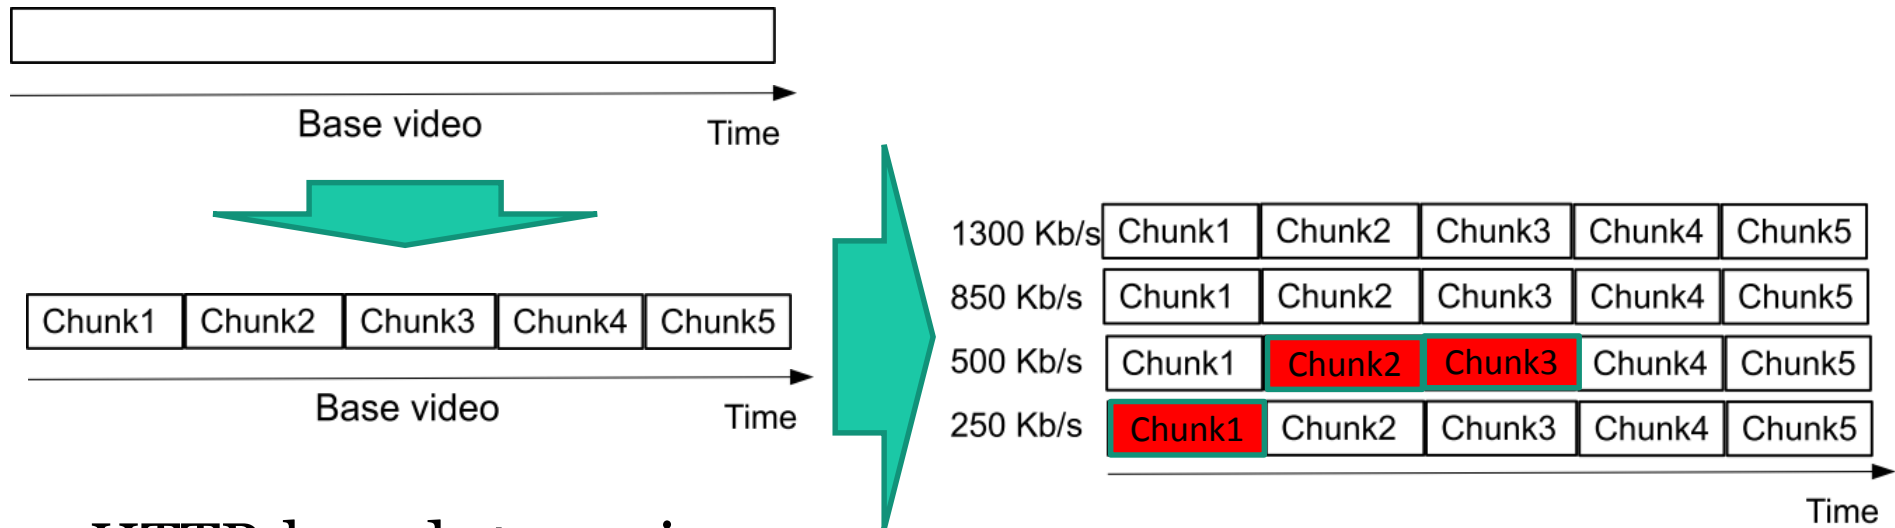 Base video
Time
Chunk1 Chunk2 Chunk3 Chunk4 Chunk5
Base video
Time
1300 Kb/s Chunk1 Chunk2 Chunk3 Chunk4 Chunk5
850 Kb/s Chunk1 Chunk2 Chunk3 Chunk4 Chunk5
500 Kb/s Chunk1 Chunk2 Chunk3 Chunk4 Chunk5
250 Kb/s Chunk1 Chunk2 Chunk3 Chunk4 Chunk5
Time